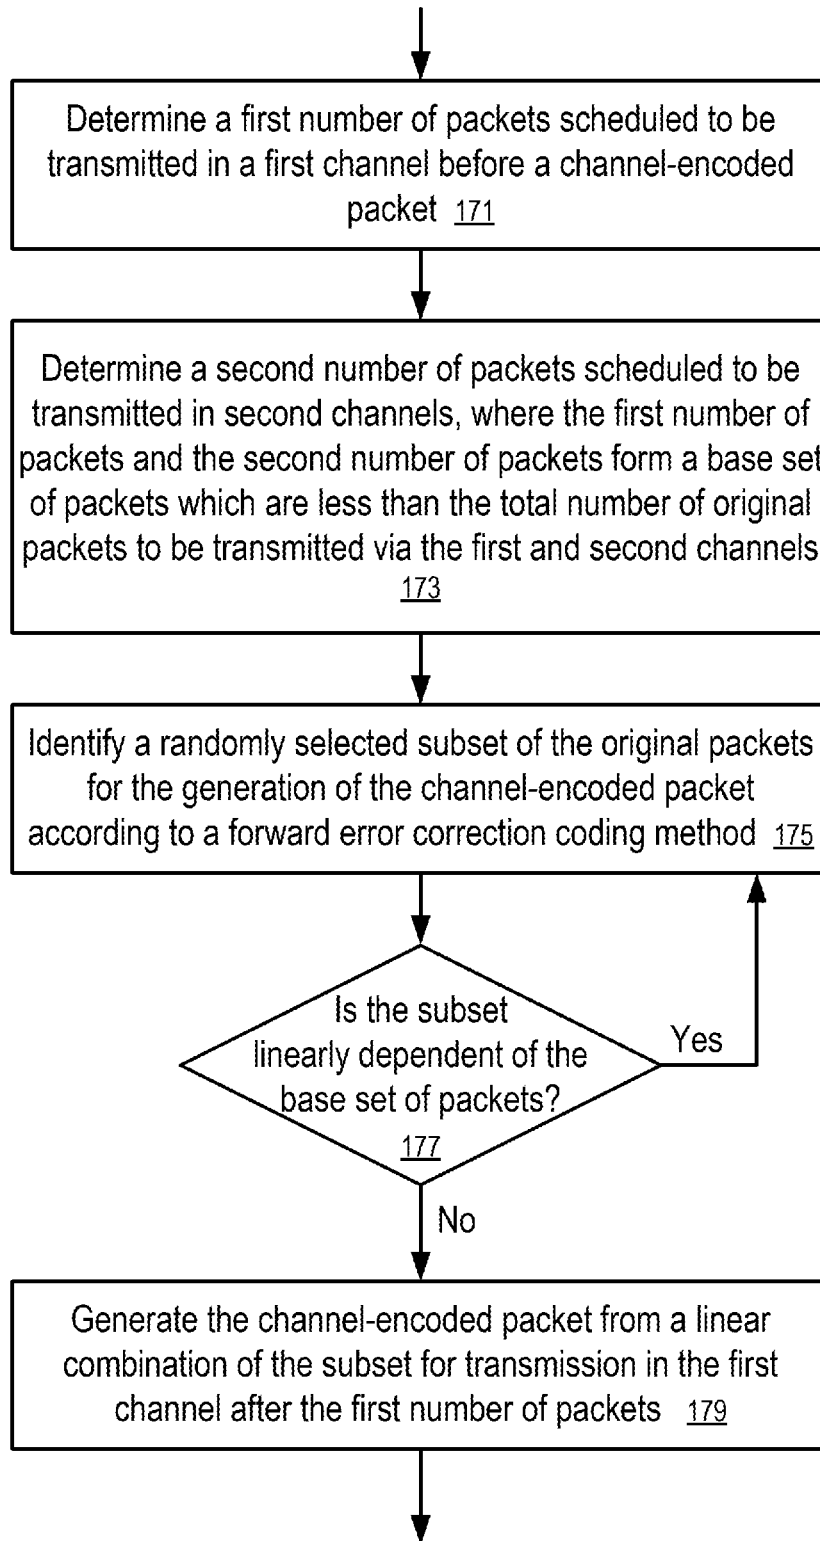 Determine a first number of packets scheduled to be
transmitted in a first channel before a channel-encoded
packet 171
Determine a second number of packets scheduled to be
transmitted in second channels, where the first number of
packets and the second number of packets form a base set
of packets which are less than the total number of original
packets to be transmitted via the first and second channels
173
Identify a randomly selected subset of the original packets
for the generation of the channel-encoded packet
according to a forward error correction coding method 175
Is the subset
linearly dependent of the
base set of packets?
177
Yes
No
Generate the channel-encoded packet from a linear
combination of the subset for transmission in the first
channel after the first number of packets 179